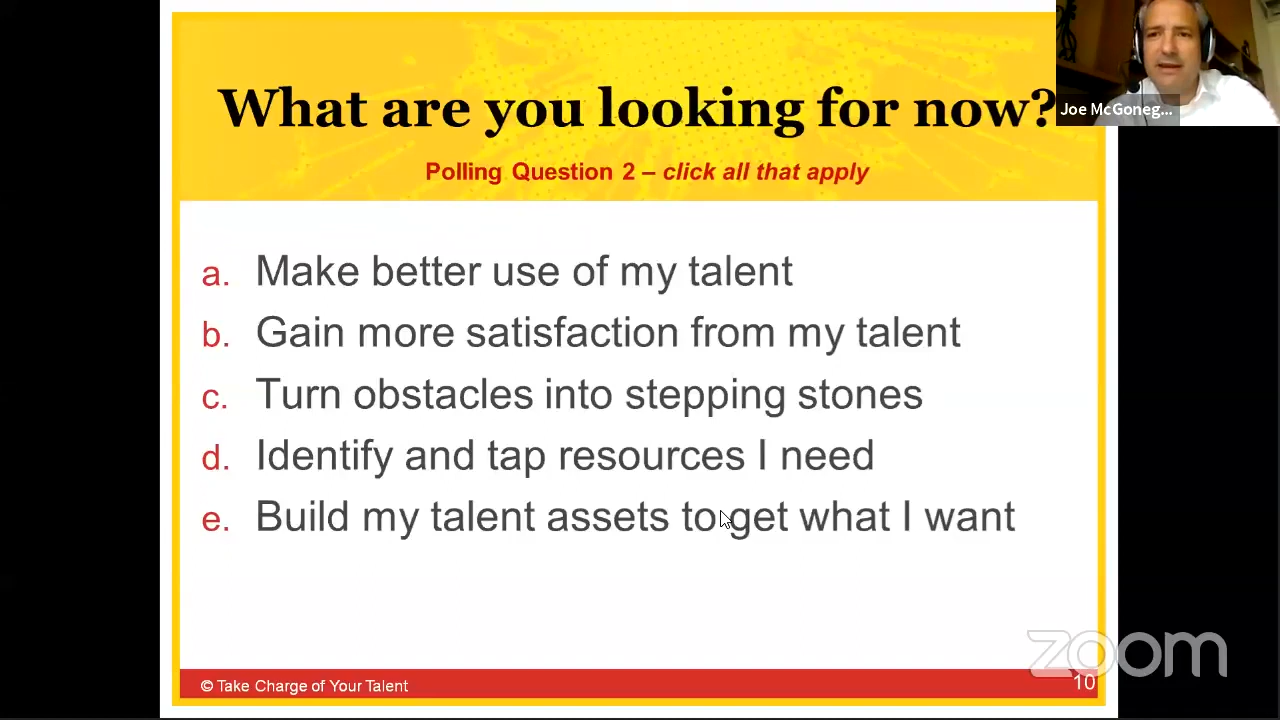 What are you looking for now?
Joe McGoneg...
Polling Question 2 – click all that apply
a. Make better use of my talent
b. Gain more satisfaction from my talent
c. Turn obstacles into stepping stones
d. Identify and tap resources I need
e. Build my talent assets to get what I want
zoom
© Take Charge of Your Talent
10